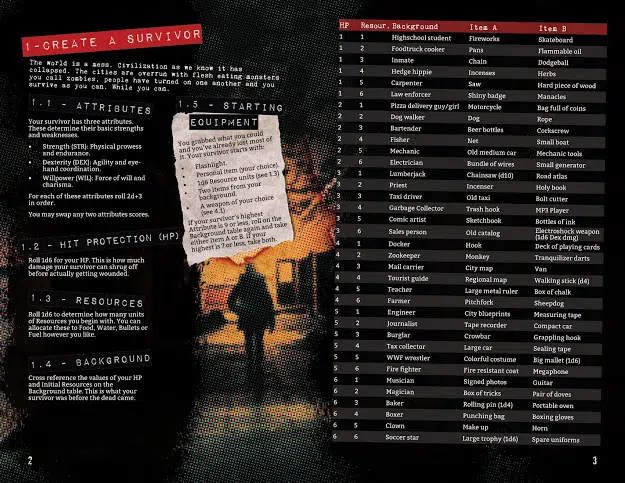 1-CREATE A SURVIVOR
The world is a mess. Civilization as we know it has
collapsed. The cities are overrun with flesh eating monsters
you call zombies, people have turned on one another and you
survive as you can. While you can.
1.1 - ATTRIBUTES
Your survivor has three attributes.
These determine their basic strengths
and weaknesses.
• Strength (STR): Physical prowess
and endurance.
• Dexterity (DEX): Agility and eye-
hand coordination.
• Willpower (WIL): Force of will and
charisma.
For each of these attributes roll 2d+3
in order.
You may swap any two attributes scores.
1.2 - HIT PROTECTION (HP)
Roll 1d6 for your HP. This is how much
damage your survivor can shrug off
before actually getting wounded.
1.3 - RESOURCES
Roll 1d6 to determine how many units
of Resources you begin with. You can
allocate these to Food, Water, Bullets or
Fuel however you like.
1.4 - BACKGROUND
Cross reference the values of your HP
and Initial Resources on the
Background table. This is what your
survivor was before the dead came.
1.5 - STARTING
EQUIPMENT
You grabbed what you could
and you've already lost most of
it. Your survivor starts with:
• Flashlight.
• Personal item (your choice).
• 1d6 Resource units (see 1.3)
• Two items from your
background.
• A weapon of your choice
(see 4.1)
If your survivor's highest
Attribute is 9 or less, roll on the
Background table again and take
either Item A or B. If your
highest is 7 or less, take both.
2
HP Resour. Background Item A Item B
1 1 Highschool student Fireworks Skateboard
1 2 Foodtruck cooker Pans Flammable oil
1 3 Inmate Chain Dodgeball
1 4 Hedge hippie Incenses Herbs
1 5 Carpenter Saw Hard piece of wood
1 6 Law enforcer Shiny badge Manacles
2 1 Pizza delivery guy/girl Motorcycle Bag full of coins
2 2 Dog walker Dog Rope
2 3 Bartender Beer bottles Corkscrew
2 4 Fisher Net Small boat
2 5 Mechanic Old medium car Mechanic tools
2 6 Electrician Bundle of wires Small generator
3 1 Lumberjack Chainsaw (d10) Road atlas
3 2 Priest Incenser Holy book
3 3 Taxi driver Old taxi Bolt cutter
3 4 Garbage Collector Trash hook MP3 Player
3 5 Comic artist Sketchbook Bottles of ink
3 6 Sales person Old catalog Electroshock weapon
(1d6 Dex dmg)
4 1 Docker Hook Deck of playing cards
4 2 Zookeeper Monkey Tranquilizer darts
4 3 Mail carrier City map Van
4 4 Tourist guide Regional map Walking stick (d4)
4 5 Teacher Large metal ruler Box of chalk
4 6 Farmer Pitchfork Sheepdog
5 1 Engineer City blueprints Measuring tape
5 2 Journalist Tape recorder Compact car
5 3 Burglar Crowbar Grappling hook
5 4 Tax collector Large car Sealing tape
5 5 WWF wrestler Colorful costume Big mallet (1d6)
5 6 Fire fighter Fire resistant coat Megaphone
6 1 Musician Signed photos Guitar
6 2 Magician Box of tricks Pair of doves
6 3 Baker Rolling pin (1d4) Portable oven
6 4 Boxer Punching bag Boxing gloves
6 5 Clown Make up Horn
6 6 Soccer star Large trophy (1d6) Spare uniforms
3